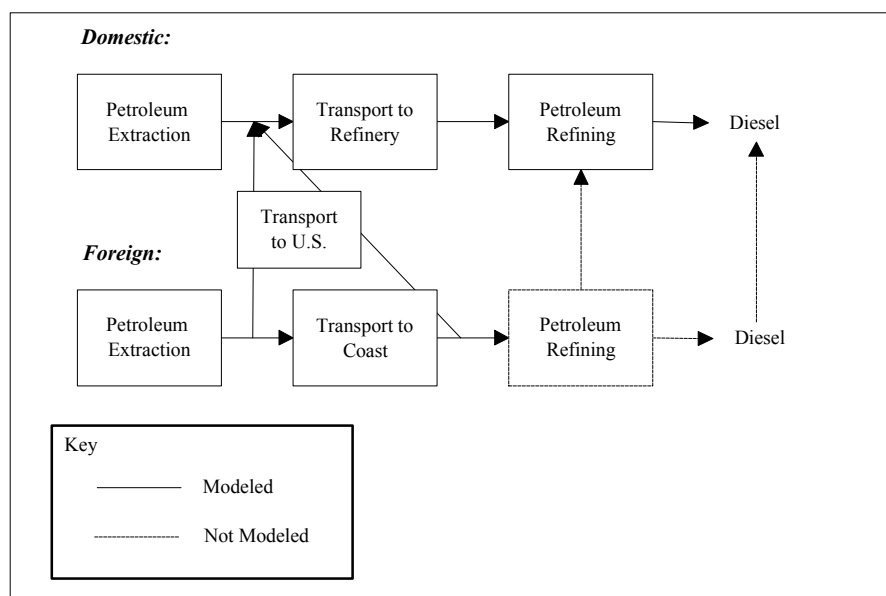 Domestic:
Petroleum
Extraction
Transport to
Refinery
Petroleum
Refining
Diesel
Transport
to U.S.
Foreign:
Petroleum
Extraction
Transport to
Coast
Petroleum
Refining
Diesel
Key
Modeled
Not Modeled